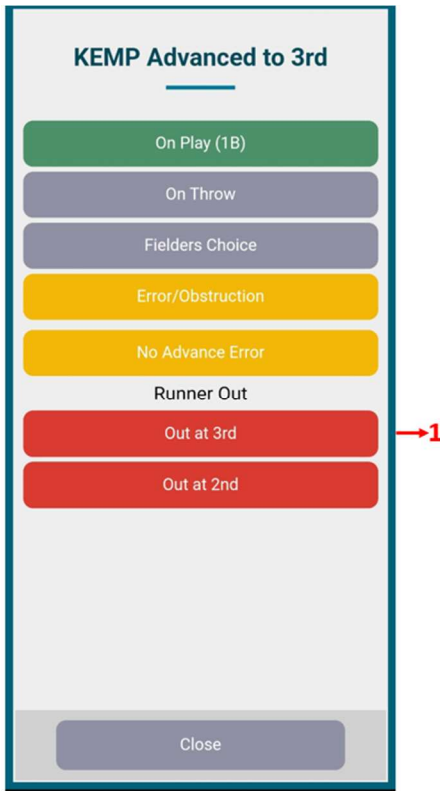 KEMP Advanced to 3rd
On Play (1B)
On Throw
Fielders Choice
Error/Obstruction
No Advance Error
Runner Out
Out at 3rd
1
Out at 2nd
Close